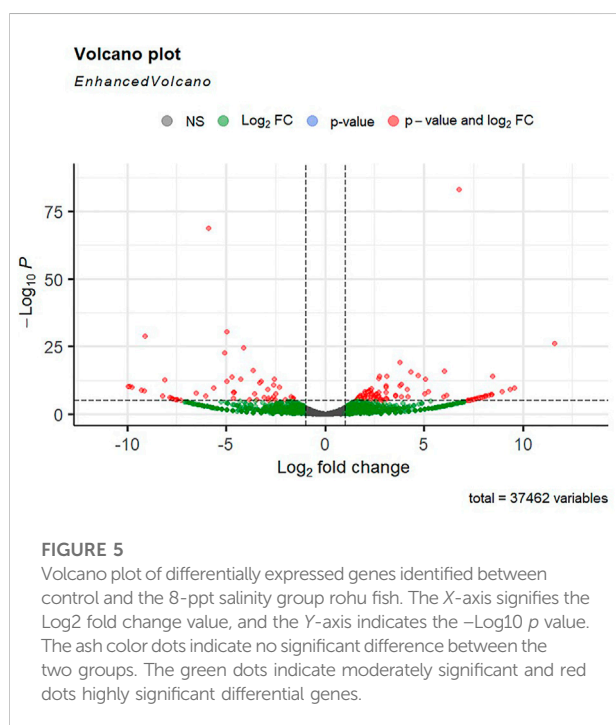 Volcano plot
EnhancedVolcano
NS Log₂ FC p-value p – value and log₂ FC
75
50
25
0
−Log₁₀ P
-10 -5 0 5 10
Log₂ fold change
total = 37462 variables
FIGURE 5
Volcano plot of differentially expressed genes identified between
control and the 8-ppt salinity group rohu fish. The X-axis signifies the
Log2 fold change value, and the Y-axis indicates the –Log10 p value.
The ash color dots indicate no significant difference between the
two groups. The green dots indicate moderately significant and red
dots highly significant differential genes.